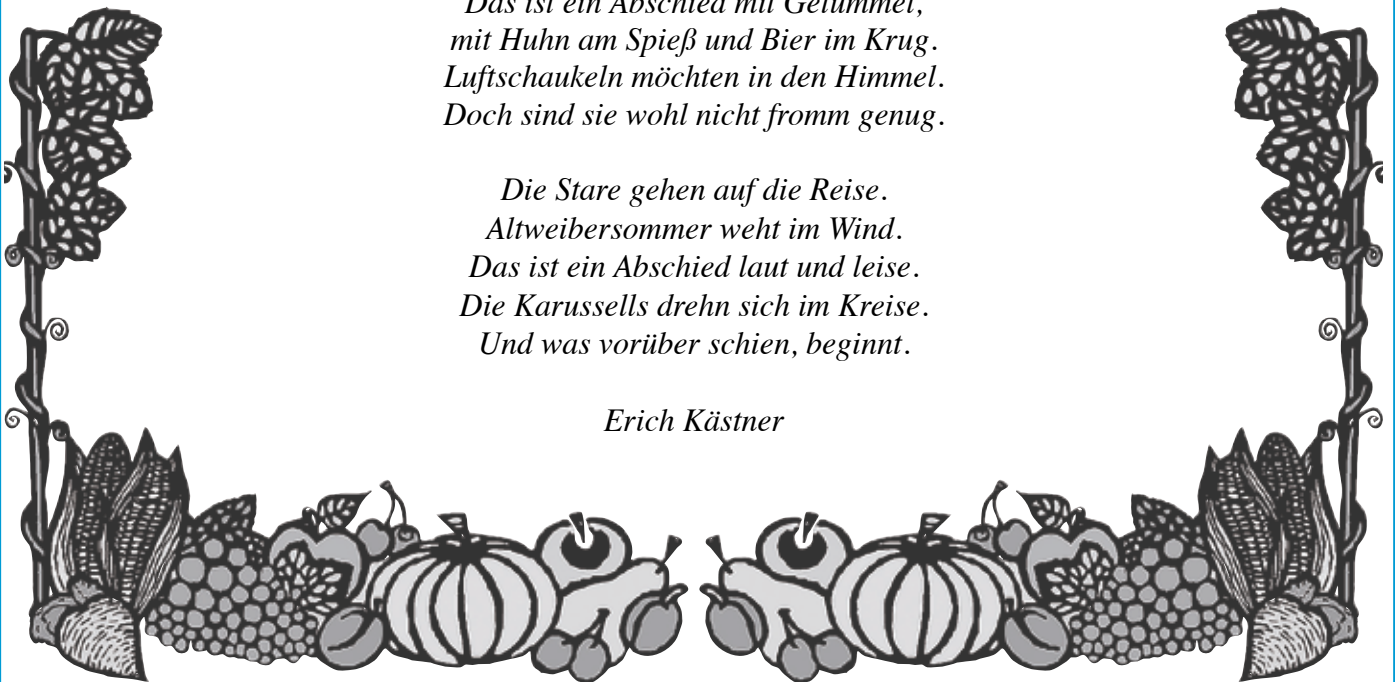 Das ist ein Abschied mit Getümmel,
mit Huhn am Spieß und Bier im Krug.
Luftschaukeln möchten in den Himmel.
Doch sind sie wohl nicht fromm genug.

Die Stare gehen auf die Reise.
Altweibersommer weht im Wind.
Das ist ein Abschied laut und leise.
Die Karussells drehn sich im Kreise.
Und was vorüber schien, beginnt.

Erich Kästner